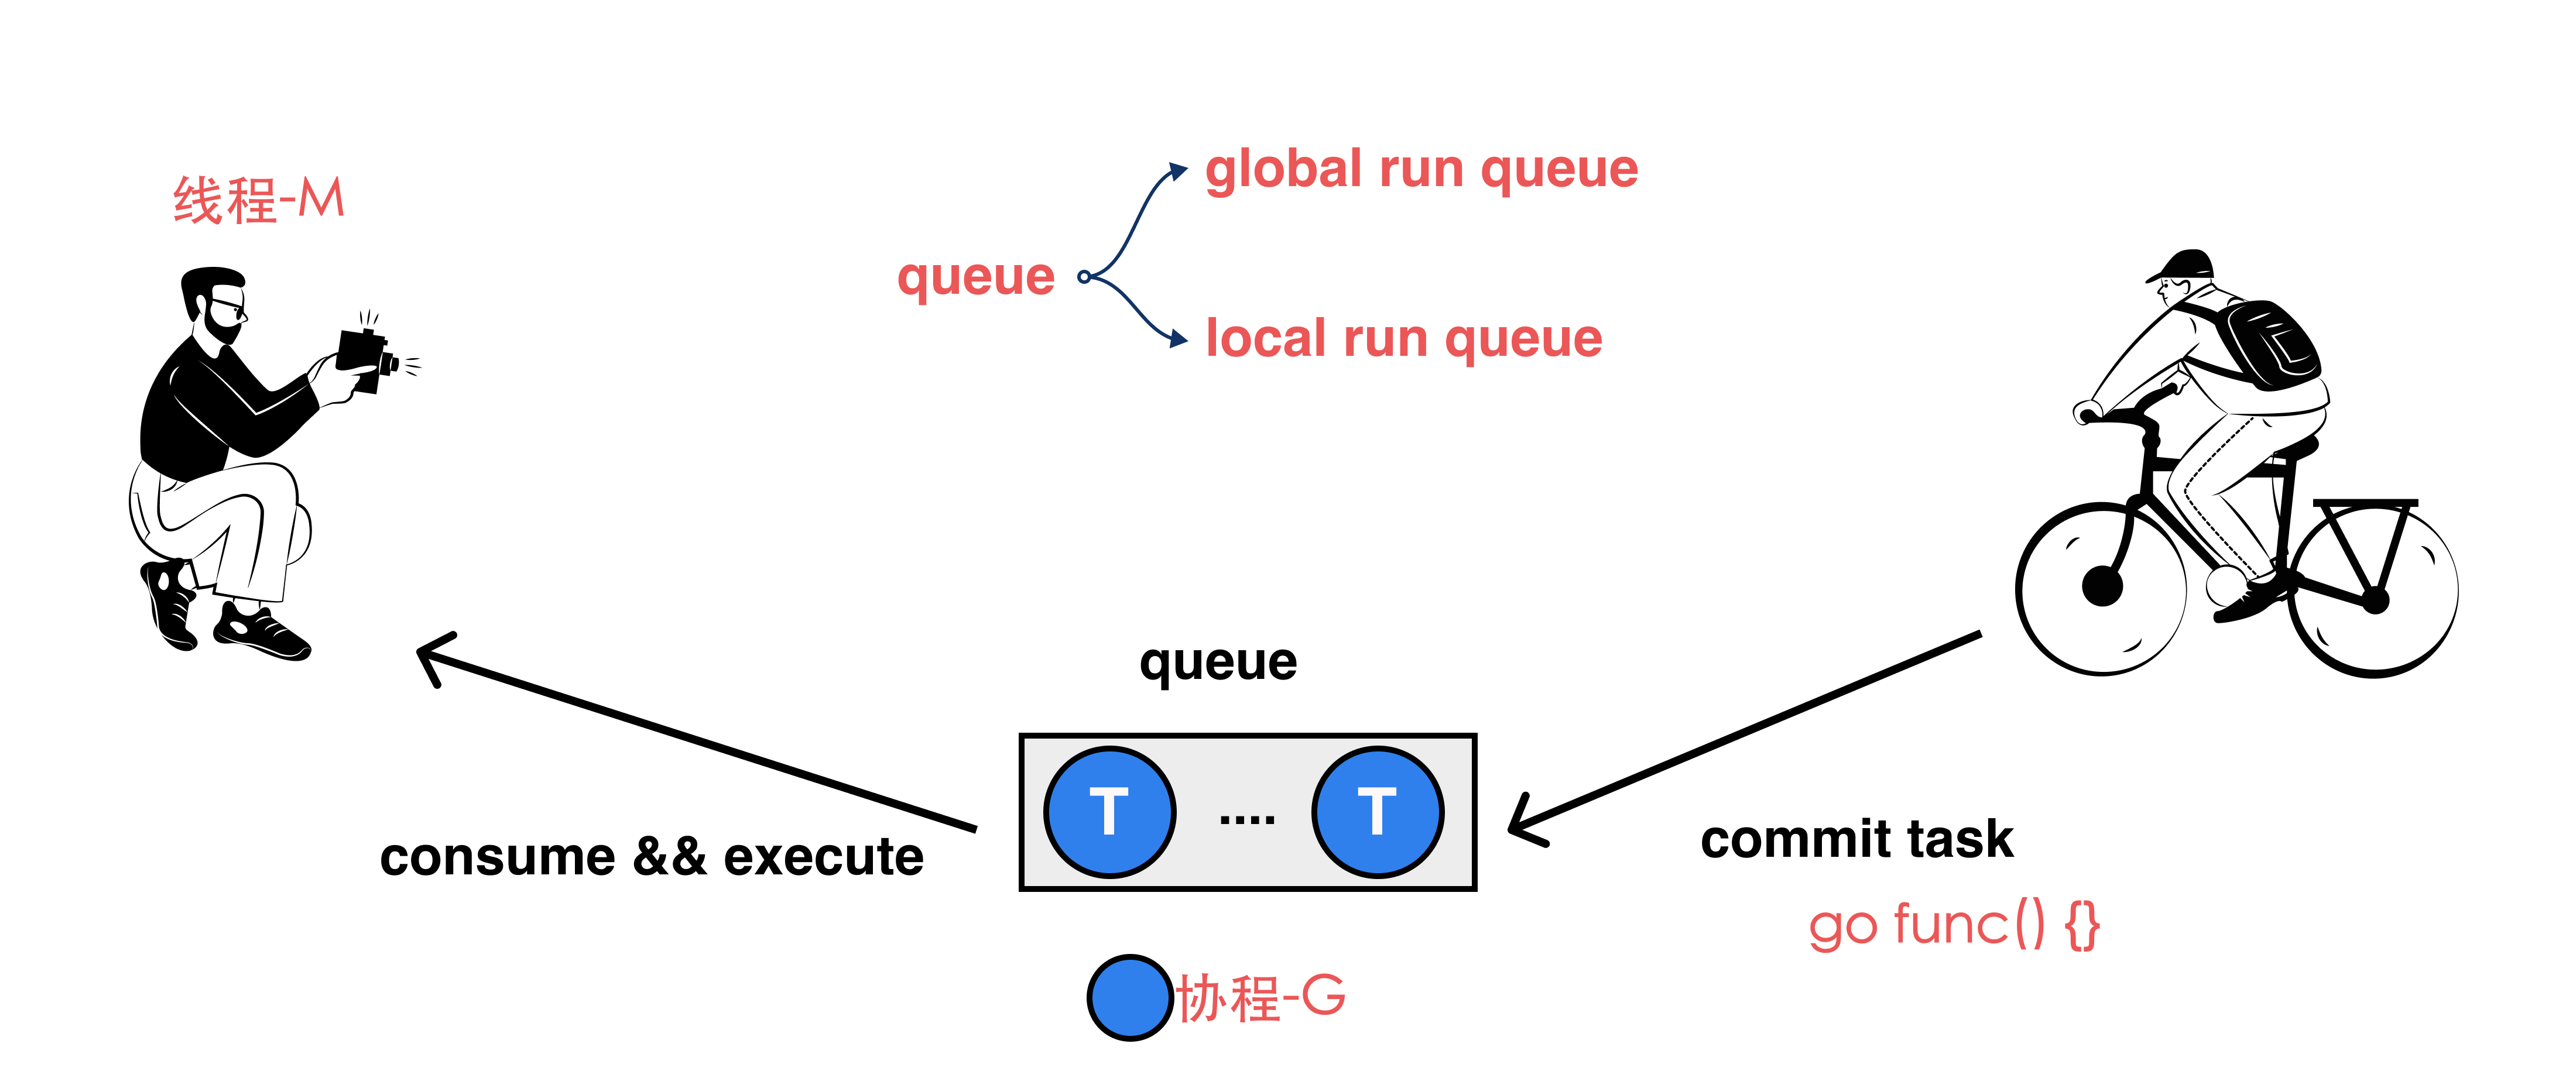 global run queue
线程-M
queue
local run queue
queue
T
....
T
commit task
consume && execute
go func() {}
协程-G